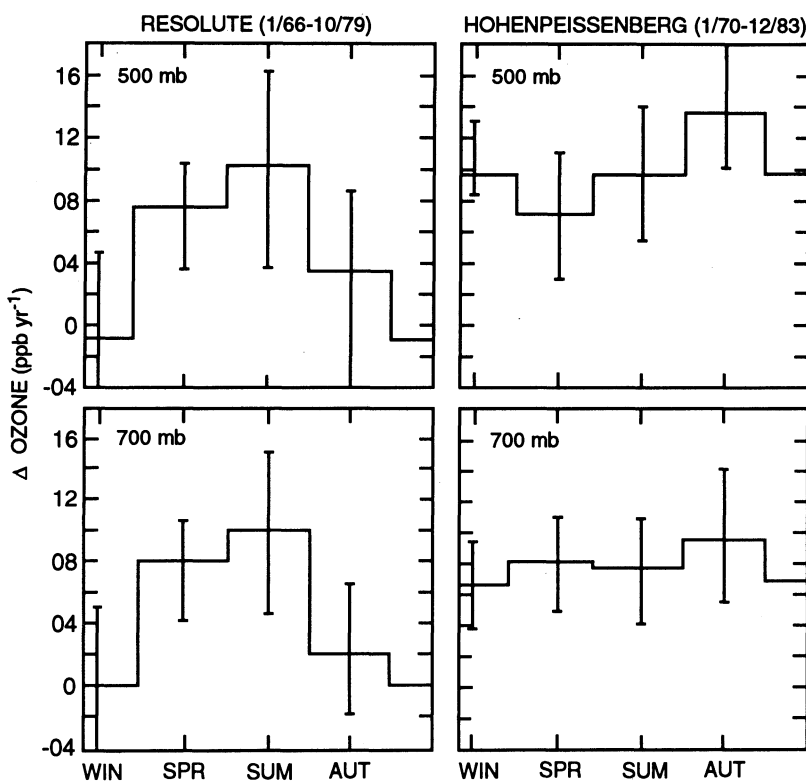 RESOLUTE (1/66-10/79)
HOHENPEISSENBERG (1/70-12/83)
Δ OZONE (ppb yr-1)
500 mb
16
12
08
04
0
-04
500 mb
700 mb
16
12
08
04
0
-04
WIN SPR SUM AUT
700 mb
WIN SPR SUM AUT